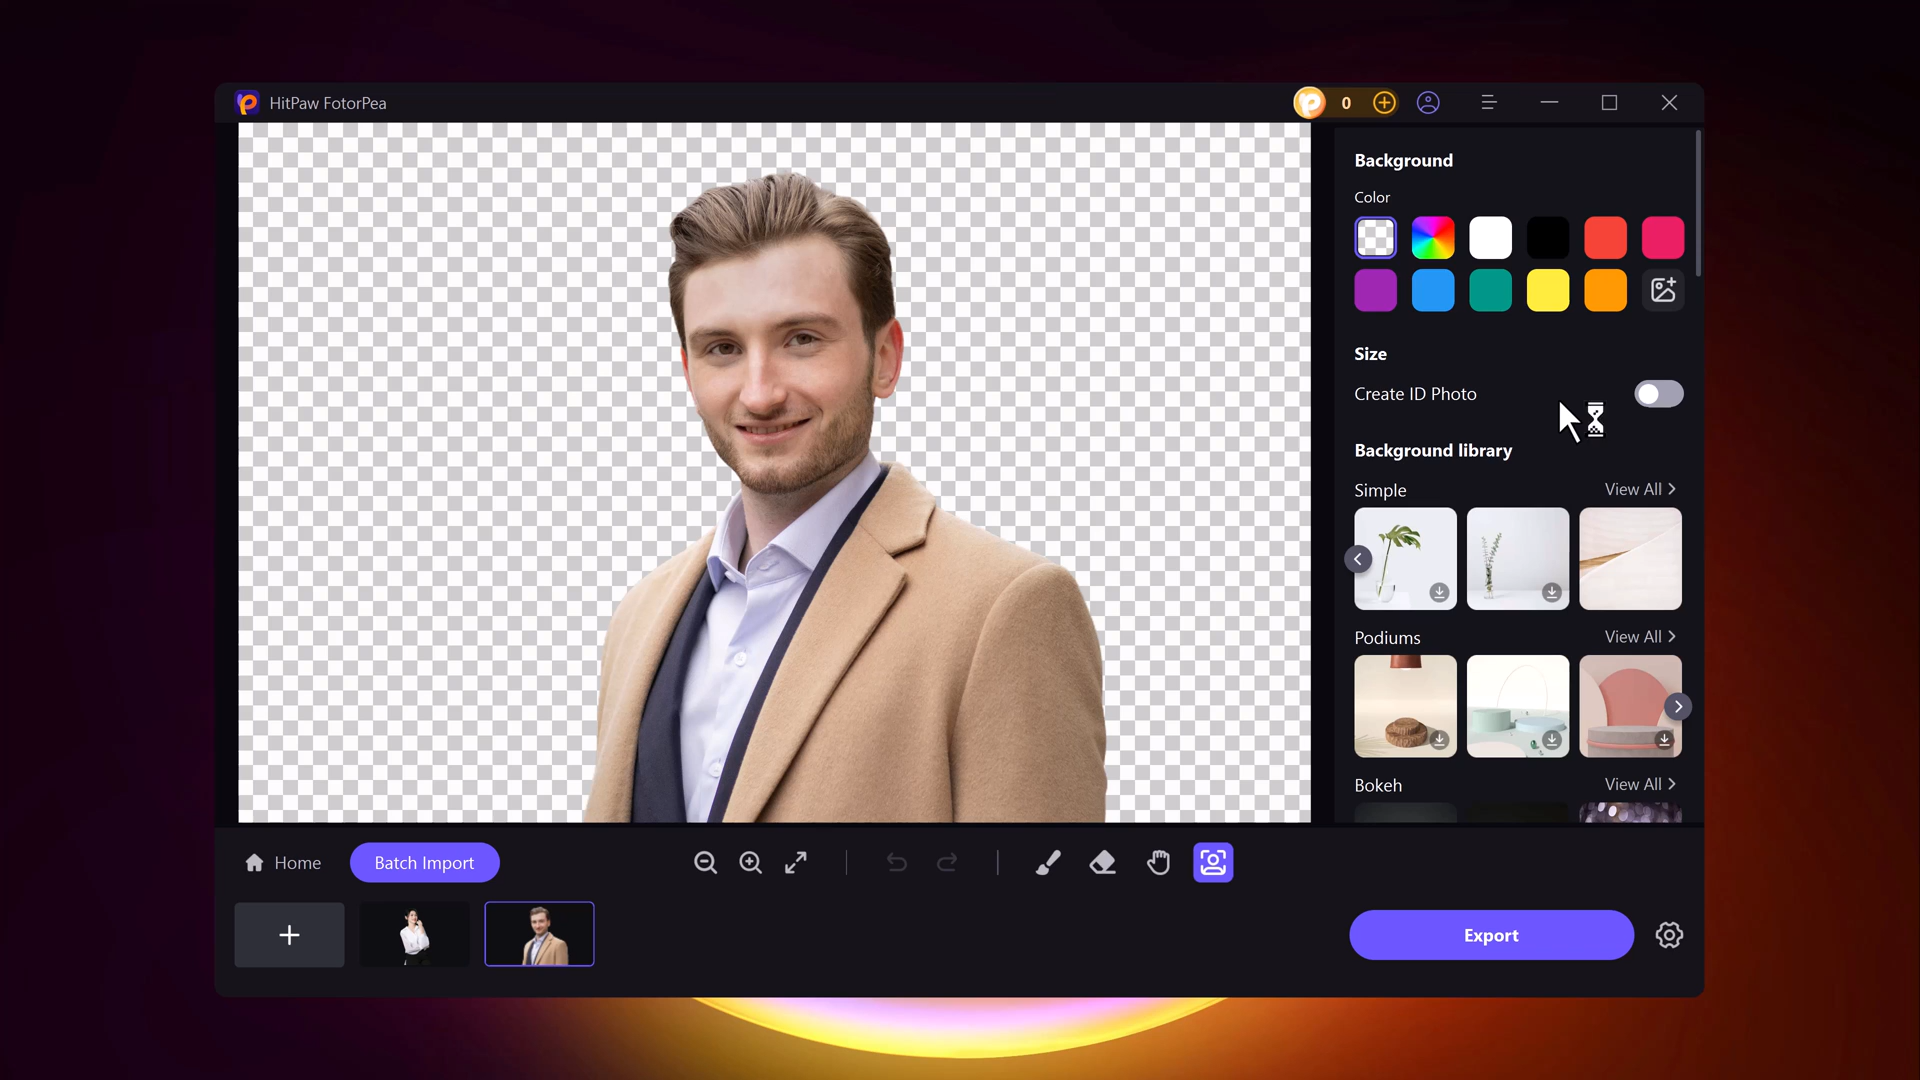 HitPaw FotorPea
0
Background
Color
Size
Create ID Photo
Background library
Simple
View All
Podiums
View All
Bokeh
View All
Home
Batch Import
Export